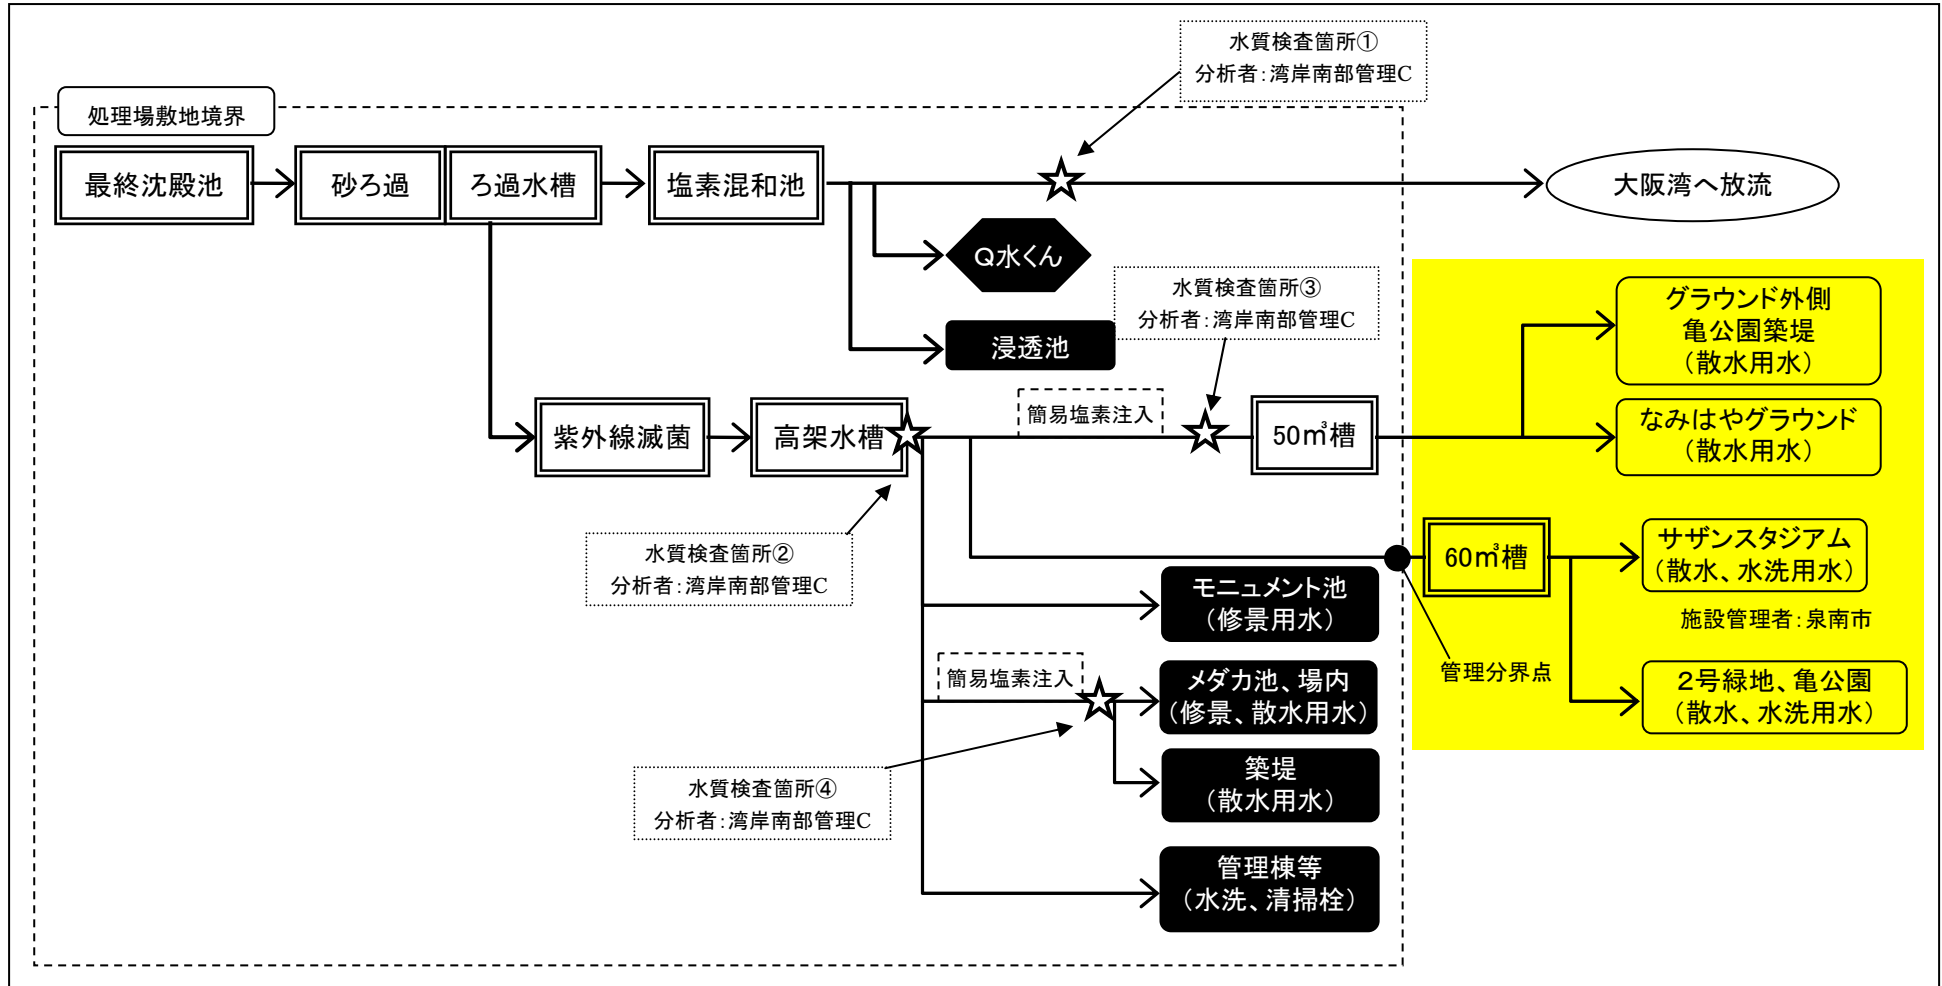 水質検査箇所①
分析者：湾岸南部管理C
処理場敷地境界
最終沈殿池
砂ろ過
ろ過水槽
塩素混和池
大阪湾へ放流
Q水くん
水質検査箇所③
分析者：湾岸南部管理C
浸透池
グラウンド外側
亀公園築堤
（散水用水）
簡易塩素注入
紫外線滅菌
高架水槽
50㎥槽
なみはやグラウンド
（散水用水）
水質検査箇所②
分析者：湾岸南部管理C
60㎥槽
サザンスタジアム
（散水、水洗用水）
施設管理者：泉南市
モニュメント池
（修景用水）
管理分界点
簡易塩素注入
メダカ池、場内
（修景、散水用水）
2号緑地、亀公園
（散水、水洗用水）
水質検査箇所④
分析者：湾岸南部管理C
築堤
（散水用水）
管理棟等
（水洗、清掃栓）